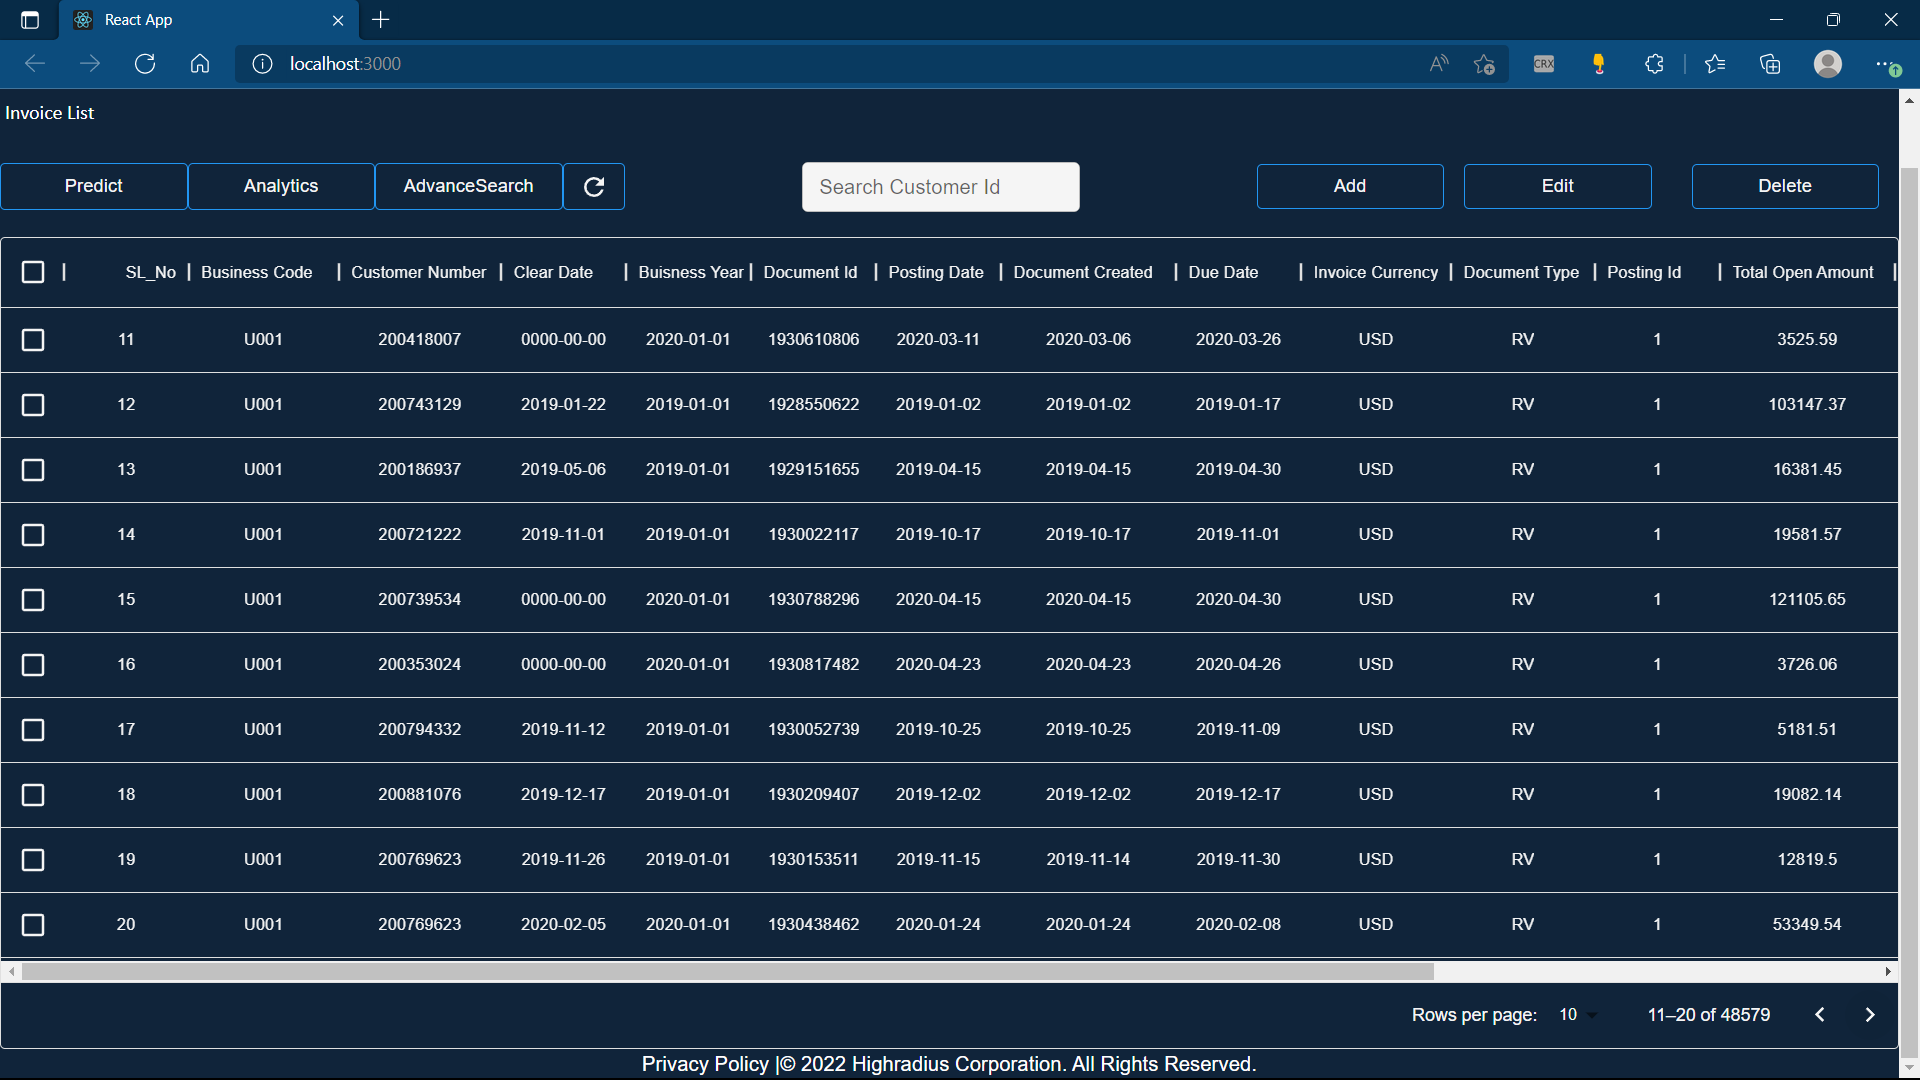 React App
localhost:3000
CRX
Invoice List
Predict Analytics AdvanceSearch Search Customer Id Add Edit Delete
| SL_No | Business Code | Customer Number | Clear Date | Buisness Year | Document Id | Posting Date | Document Created | Due Date | Invoice Currency | Document Type | Posting Id | Total Open Amount |
11 U001 200418007 0000-00-00 2020-01-01 1930610806 2020-03-11 2020-03-06 2020-03-26 USD RV 1 3525.59
12 U001 200743129 2019-01-22 2019-01-01 1928550622 2019-01-02 2019-01-02 2019-01-17 USD RV 1 103147.37
13 U001 200186937 2019-05-06 2019-01-01 1929151655 2019-04-15 2019-04-15 2019-04-30 USD RV 1 16381.45
14 U001 200721222 2019-11-01 2019-01-01 1930022117 2019-10-17 2019-10-17 2019-11-01 USD RV 1 19581.57
15 U001 200739534 0000-00-00 2020-01-01 1930788296 2020-04-15 2020-04-15 2020-04-30 USD RV 1 121105.65
16 U001 200353024 0000-00-00 2020-01-01 1930817482 2020-04-23 2020-04-23 2020-04-26 USD RV 1 3726.06
17 U001 200794332 2019-11-12 2019-01-01 1930052739 2019-10-25 2019-10-25 2019-11-09 USD RV 1 5181.51
18 U001 200881076 2019-12-17 2019-01-01 1930209407 2019-12-02 2019-12-02 2019-12-17 USD RV 1 19082.14
19 U001 200769623 2019-11-26 2019-01-01 1930153511 2019-11-15 2019-11-14 2019-11-30 USD RV 1 12819.5
20 U001 200769623 2020-02-05 2020-01-01 1930438462 2020-01-24 2020-01-24 2020-02-08 USD RV 1 53349.54
Rows per page: 10 11–20 of 48579
Privacy Policy |© 2022 Highradius Corporation. All Rights Reserved.